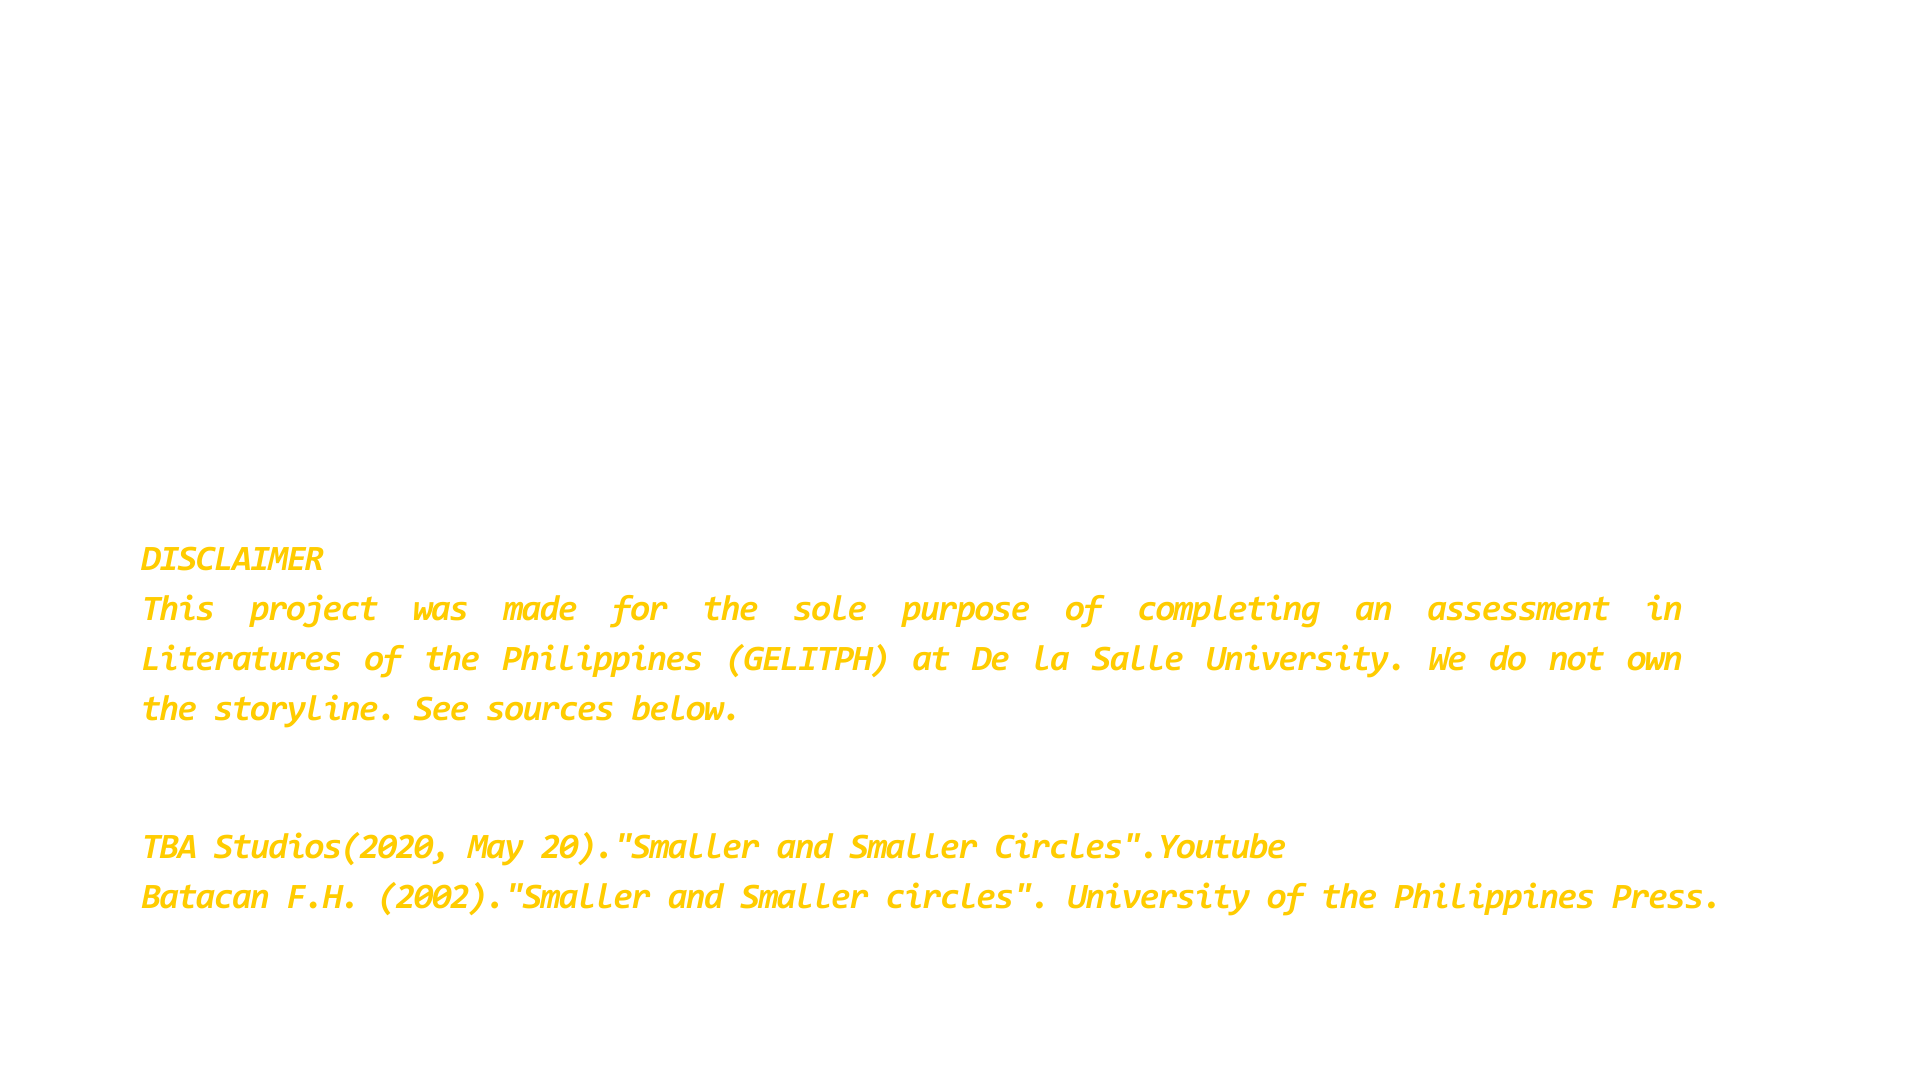 DISCLAIMER
This project was made for the sole purpose of completing an assessment in
Literatures of the Philippines (GELITPH) at De la Salle University. We do not own
the storyline. See sources below.
TBA Studios(2020, May 20)."Smaller and Smaller Circles".Youtube
Batacan F.H. (2002)."Smaller and Smaller circles". University of the Philippines Press.